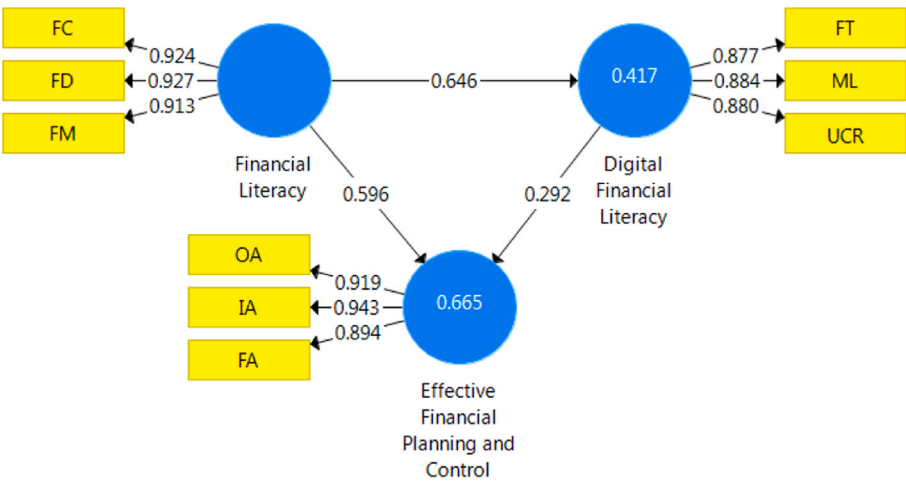 FC
FD
FM
0.924
0.927
0.913
Financial
Literacy
0.646
0.417
Digital
Financial
Literacy
0.877
0.884
0.880
FT
ML
UCR
0.596
0.292
OA
IA
FA
0.919
0.943
0.894
0.665
Effective
Financial
Planning and
Control